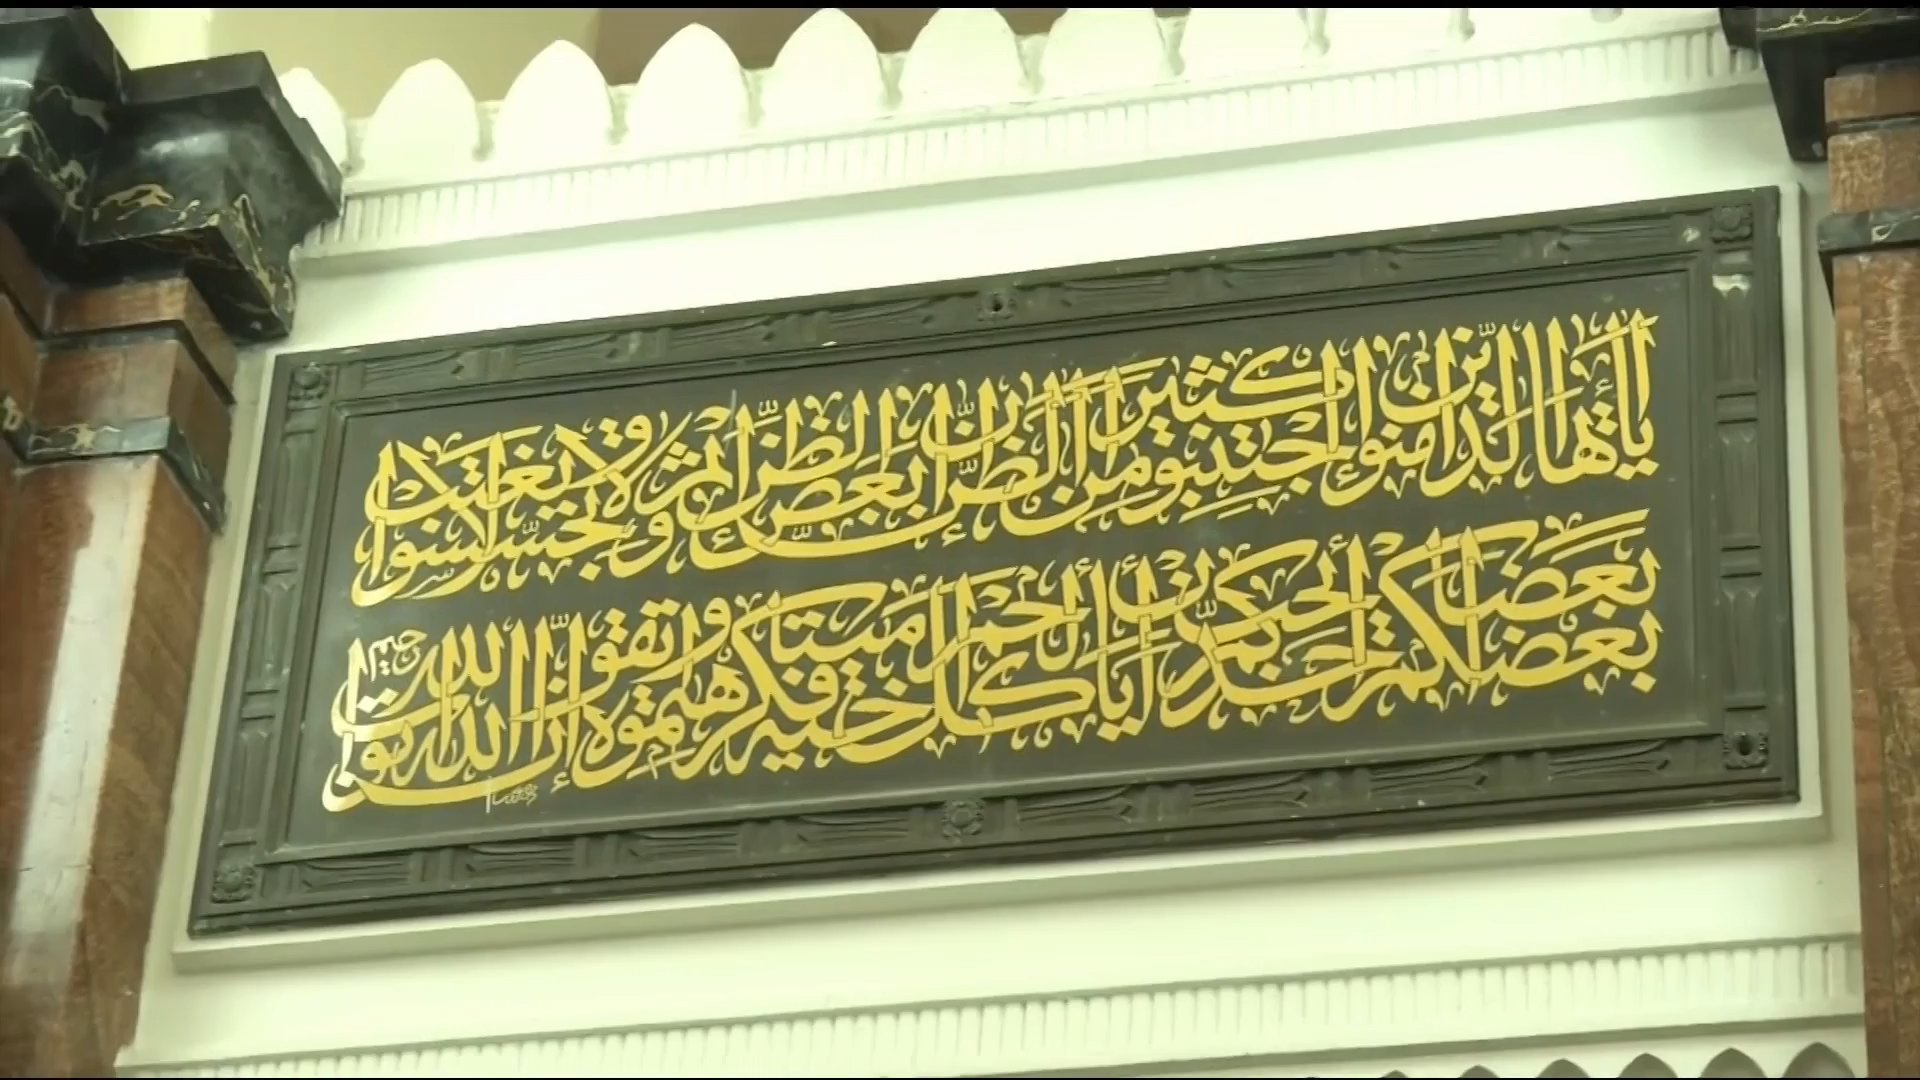 يا أيها الذين آمنوا اجتنبوا كثيرا من الظن إن بعض الظن إثم ولا تجسسوا ولا يغتب
بعضكم بعضا أيحب أحدكم أن يأكل لحم أخيه ميتا فكرهتموه واتقوا الله إن الله تواب رحيم